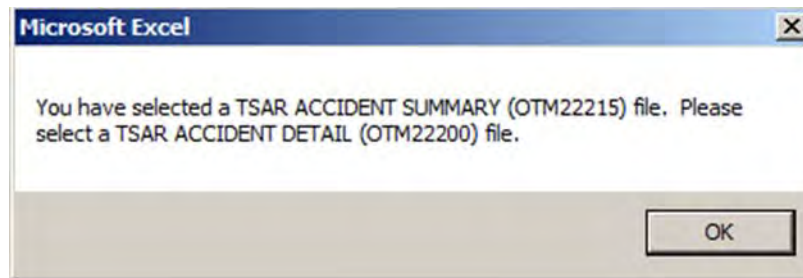 Microsoft Excel
You have selected a TSAR ACCIDENT SUMMARY (OTM22215) file. Please
select a TSAR ACCIDENT DETAIL (OTM22200) file.
OK